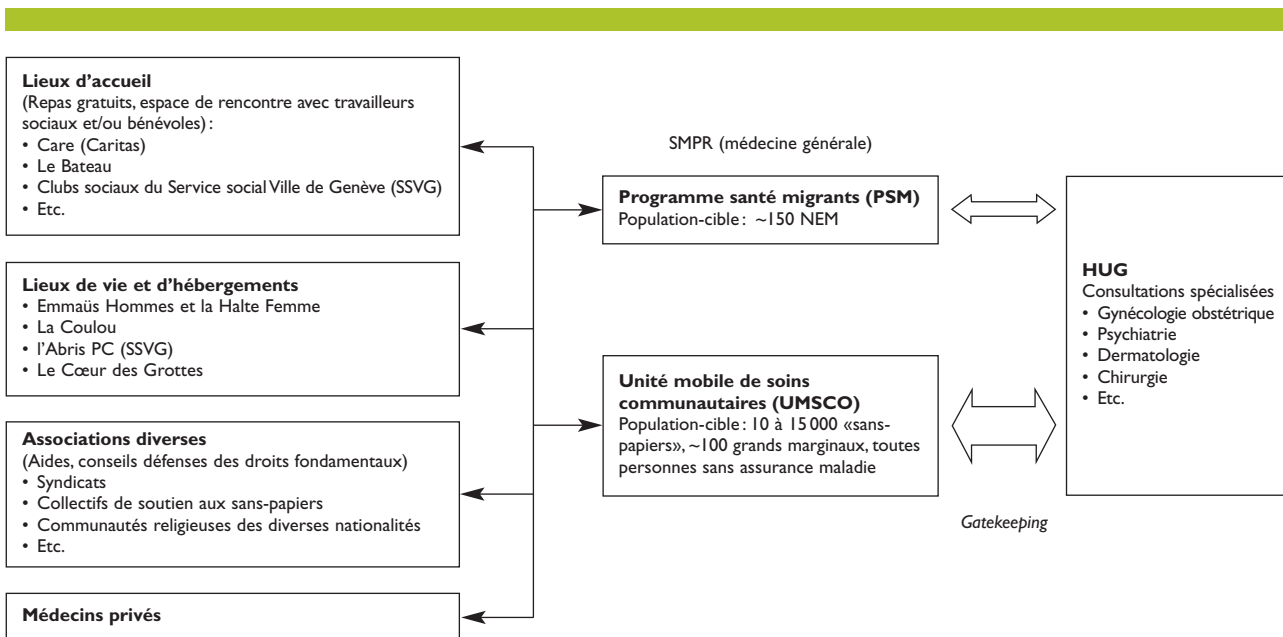 Lieux d'accueil
(Repas gratuits, espace de rencontre avec travailleurs
sociaux et/ou bénévoles) :
• Care (Caritas)
• Le Bateau
• Clubs sociaux du Service social Ville de Genève (SSVG)
• Etc.
Lieux de vie et d'hébergements
• Emmaüs Hommes et la Halte Femme
• La Coulou
• l'Abris PC (SSVG)
• Le Cœur des Grottes
Associations diverses
(Aides, conseils défenses des droits fondamentaux)
• Syndicats
• Collectifs de soutien aux sans-papiers
• Communautés religieuses des diverses nationalités
• Etc.
Médecins privés
SMPR (médecine générale)
Programme santé migrants (PSM)
Population-cible : ~150 NEM
Unité mobile de soins
communautaires (UMSCO)
Population-cible : 10 à 15 000 «sans-
papiers», ~100 grands marginaux, toutes
personnes sans assurance maladie
Gatekeeping
HUG
Consultations spécialisées
• Gynécologie obstétrique
• Psychiatrie
• Dermatologie
• Chirurgie
• Etc.